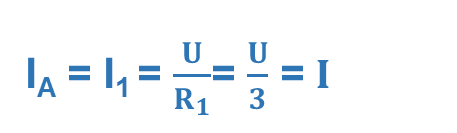 I_A = I_1 = U/R_1 = U/3 = I